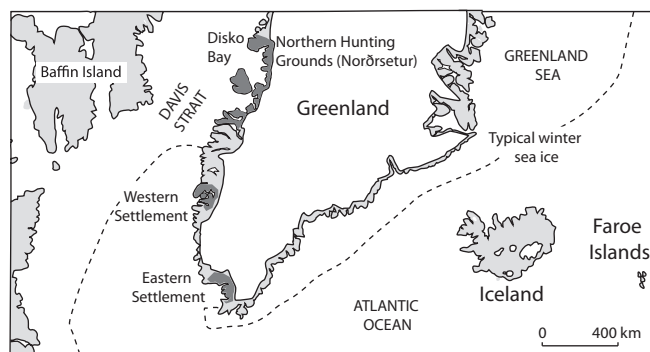 Disko
Bay
Northern Hunting
Grounds (Norðrsetur)
GREENLAND
SEA
Baffin Island
DAVIS
STRAIT
Greenland
Typical winter
sea ice
Western
Settlement
Faroe
Islands
Eastern
Settlement
Iceland
ATLANTIC
OCEAN
0 400 km